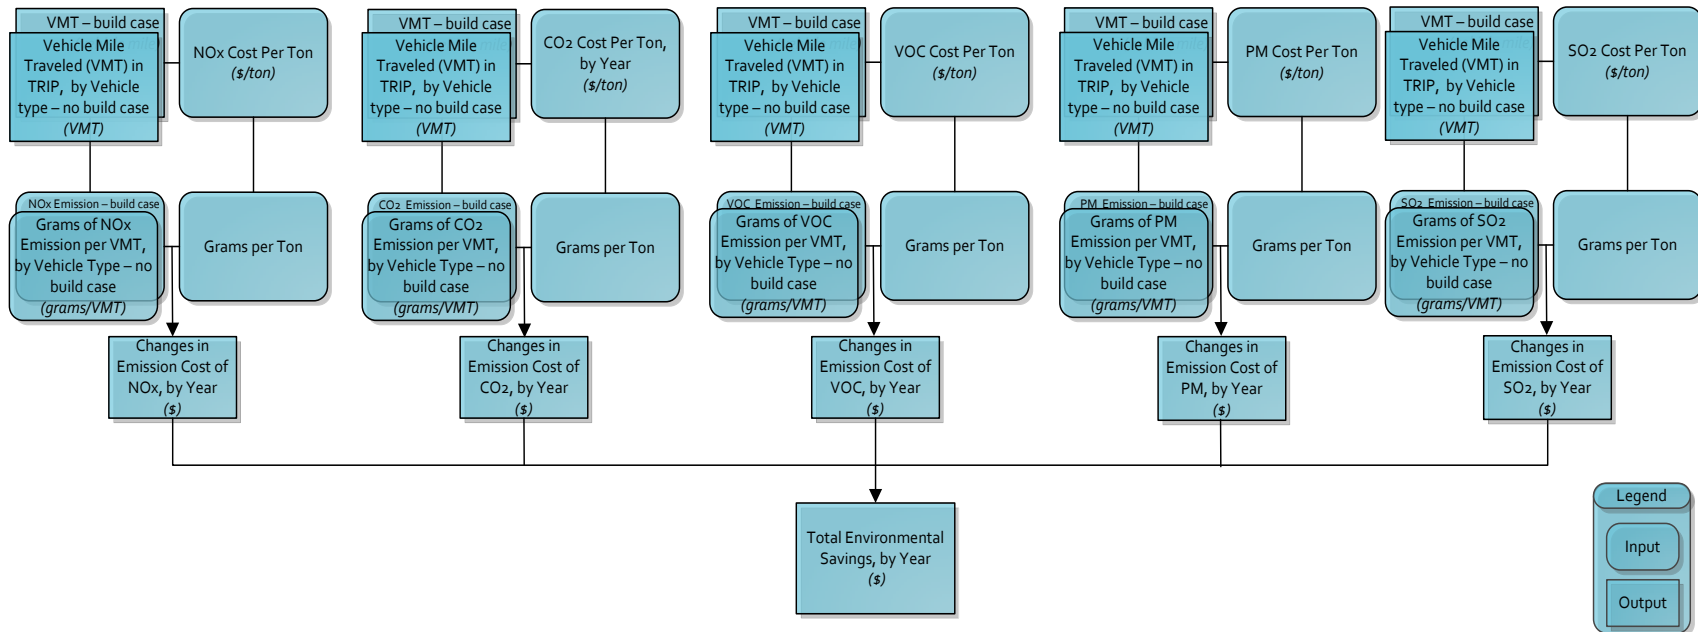 VMT – build case
Vehicle Mile
Traveled (VMT) in
TRIP, by Vehicle
type – no build case
(VMT)
NOx Cost Per Ton
($/ton)
NOx Emission – build case
Grams of NOx
Emission per VMT,
by Vehicle Type – no
build case
(grams/VMT)
Grams per Ton
Changes in
Emission Cost of
NOx, by Year
($)
VMT – build case
Vehicle Mile
Traveled (VMT) in
TRIP, by Vehicle
type – no build case
(VMT)
CO2 Cost Per Ton,
by Year
($/ton)
CO2 Emission – build case
Grams of CO2
Emission per VMT,
by Vehicle Type – no
build case
(grams/VMT)
Grams per Ton
Changes in
Emission Cost of
CO2, by Year
($)
VMT – build case
Vehicle Mile
Traveled (VMT) in
TRIP, by Vehicle
type – no build case
(VMT)
VOC Cost Per Ton
($/ton)
VOC Emission – build case
Grams of VOC
Emission per VMT,
by Vehicle Type – no
build case
(grams/VMT)
Grams per Ton
Changes in
Emission Cost of
VOC, by Year
($)
VMT – build case
Vehicle Mile
Traveled (VMT) in
TRIP, by Vehicle
type – no build case
(VMT)
PM Cost Per Ton
($/ton)
PM Emission – build case
Grams of PM
Emission per VMT,
by Vehicle Type – no
build case
(grams/VMT)
Grams per Ton
Changes in
Emission Cost of
PM, by Year
($)
VMT – build case
Vehicle Mile
Traveled (VMT) in
TRIP, by Vehicle
type – no build case
(VMT)
SO2 Cost Per Ton
($/ton)
SO2 Emission – build case
Grams of SO2
Emission per VMT,
by Vehicle Type – no
build case
(grams/VMT)
Grams per Ton
Changes in
Emission Cost of
SO2, by Year
($)
Total Environmental
Savings, by Year
($)
Legend
Input
Output